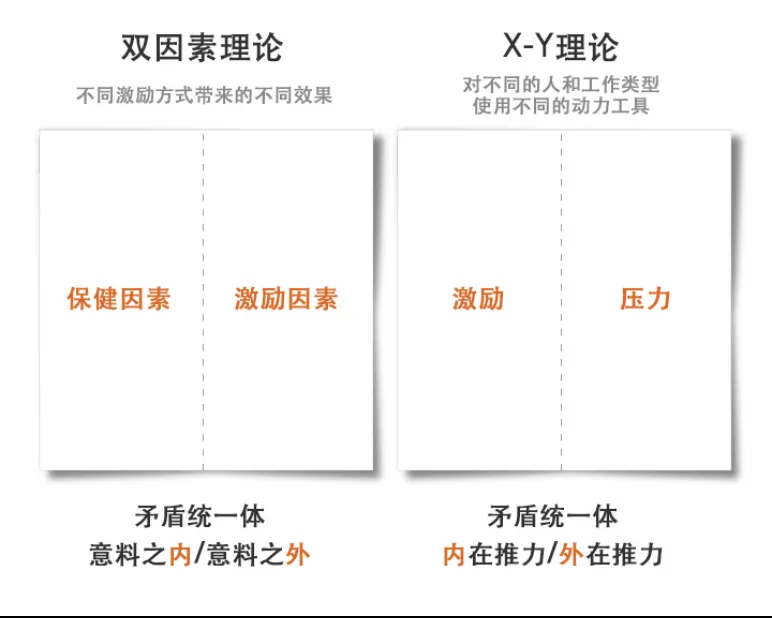 双因素理论
不同激励方式带来的不同效果
保健因素
激励因素
矛盾统一体
意料之内/意料之外
X-Y理论
对不同的人和工作类型
使用不同的动力工具
激励
压力
矛盾统一体
内在推力/外在推力